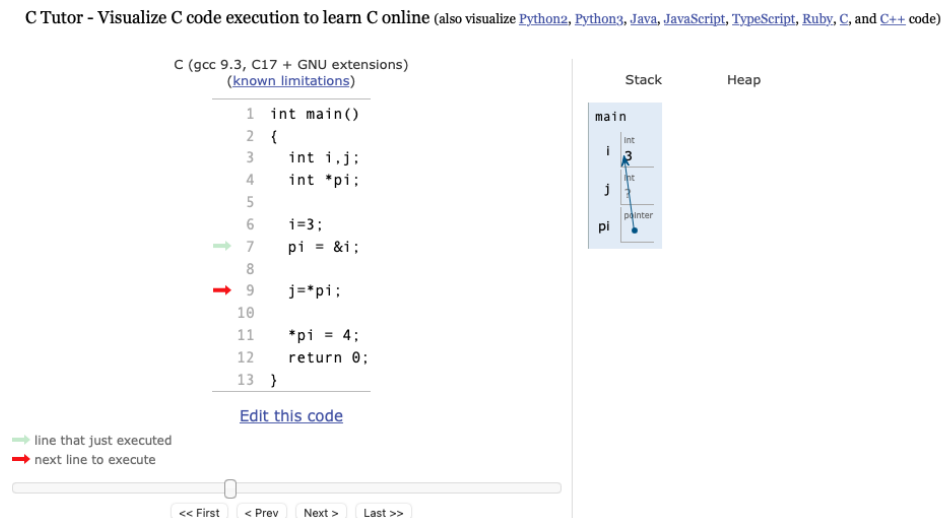 C Tutor - Visualize C code execution to learn C online (also visualize Python2, Python3, Java, JavaScript, TypeScript, Ruby, C, and C++ code)
C (gcc 9.3, C17 + GNU extensions)
(known limitations)
1 int main()
2 {
3 int i,j;
4 int *pi;
5
6 i=3;
7 pi = &i;
8
9 j=*pi;
10
11 *pi = 4;
12 return 0;
13 }
Edit this code
line that just executed
next line to execute
<< First < Prev Next > Last >>
Stack Heap
main
int
i 3
int
j ?
pointer
pi